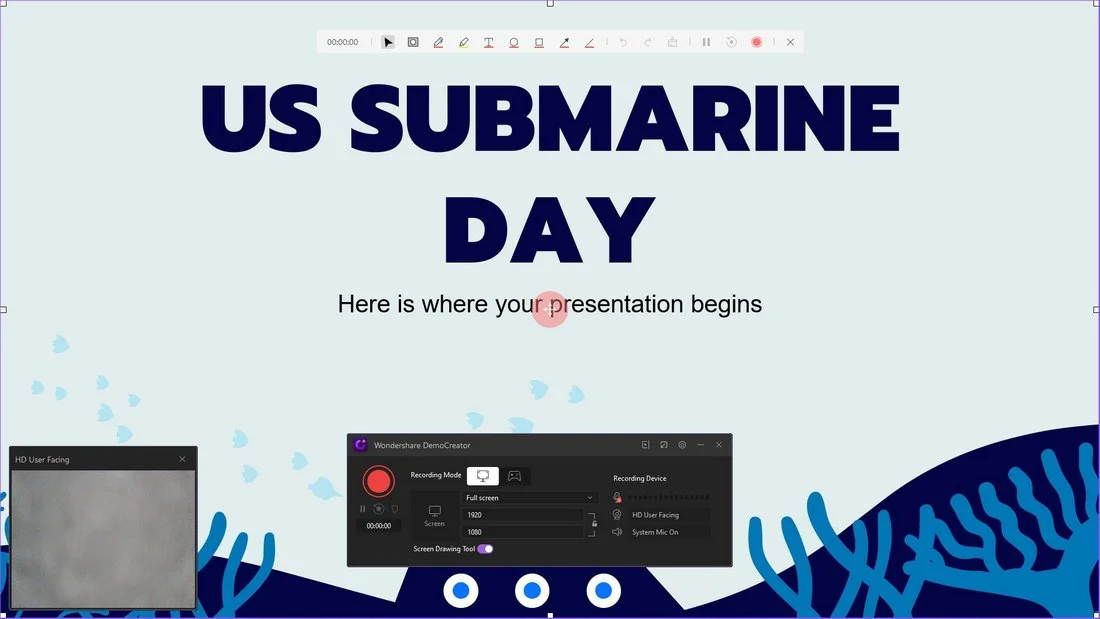 00:00:00
US SUBMARINE
DAY
Here is where your presentation begins
HD User Facing
Wondershare DemoCreator
Recording Mode
Full screen
Screen
1920
1080
00:00:00
Screen Drawing Tool
Recording Device
HD User Facing
System Mic On